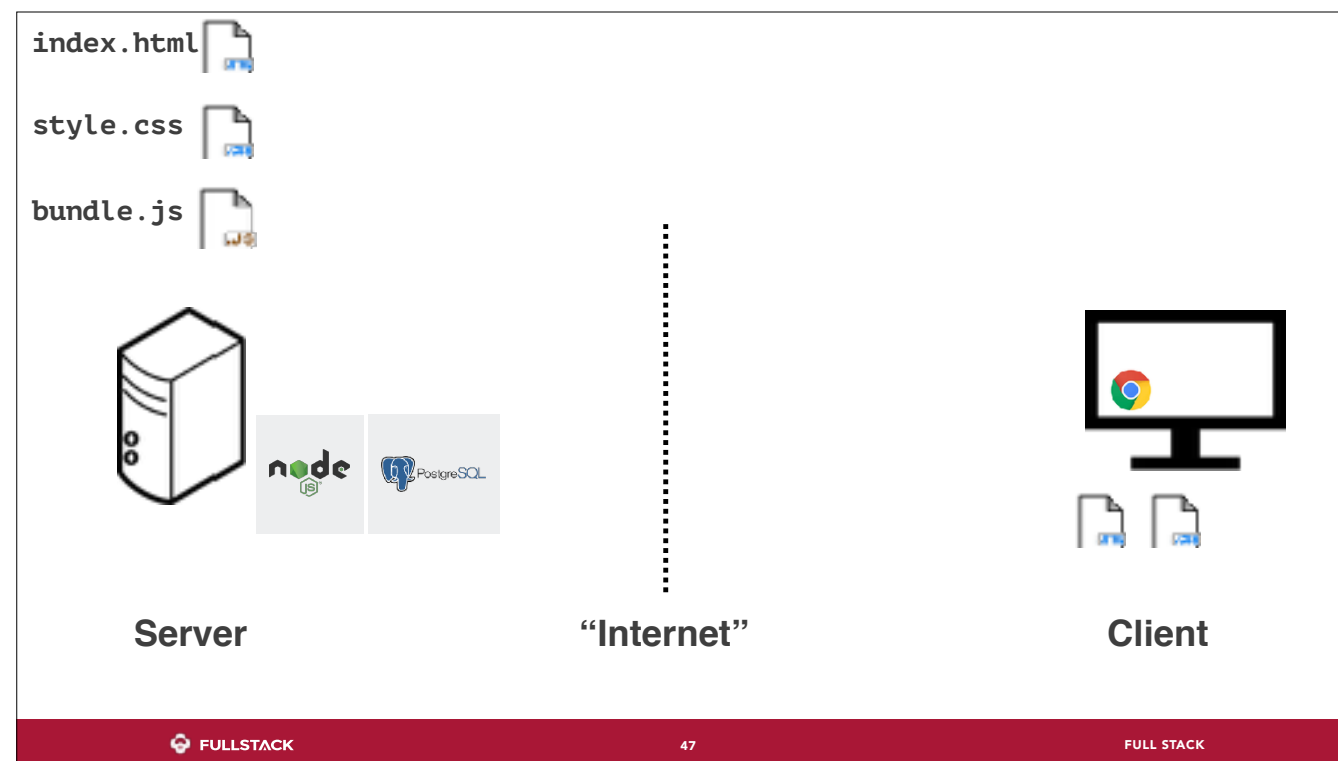 index.html
style.css
bundle.js
node
JS
PostgreSQL
Server
“Internet”
Client
FULLSTACK
47
FULL STACK